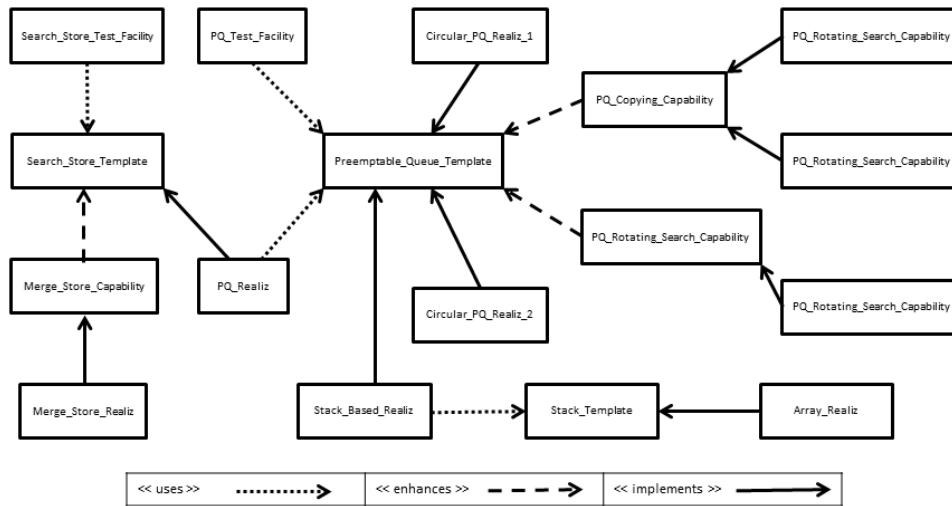 Search_Store_Test_Facility
PQ_Test_Facility
Circular_PQ_Realiz_1
PQ_Rotating_Search_Capability
PQ_Copying_Capability
Search_Store_Template
Preemptable_Queue_Template
PQ_Rotating_Search_Capability
PQ_Rotating_Search_Capability
Merge_Store_Capability
PQ_Realiz
Circular_PQ_Realiz_2
PQ_Rotating_Search_Capability
Merge_Store_Realiz
Stack_Based_Realiz
Stack_Template
Array_Realiz
<< uses >>
<< enhances >>
<< implements >>